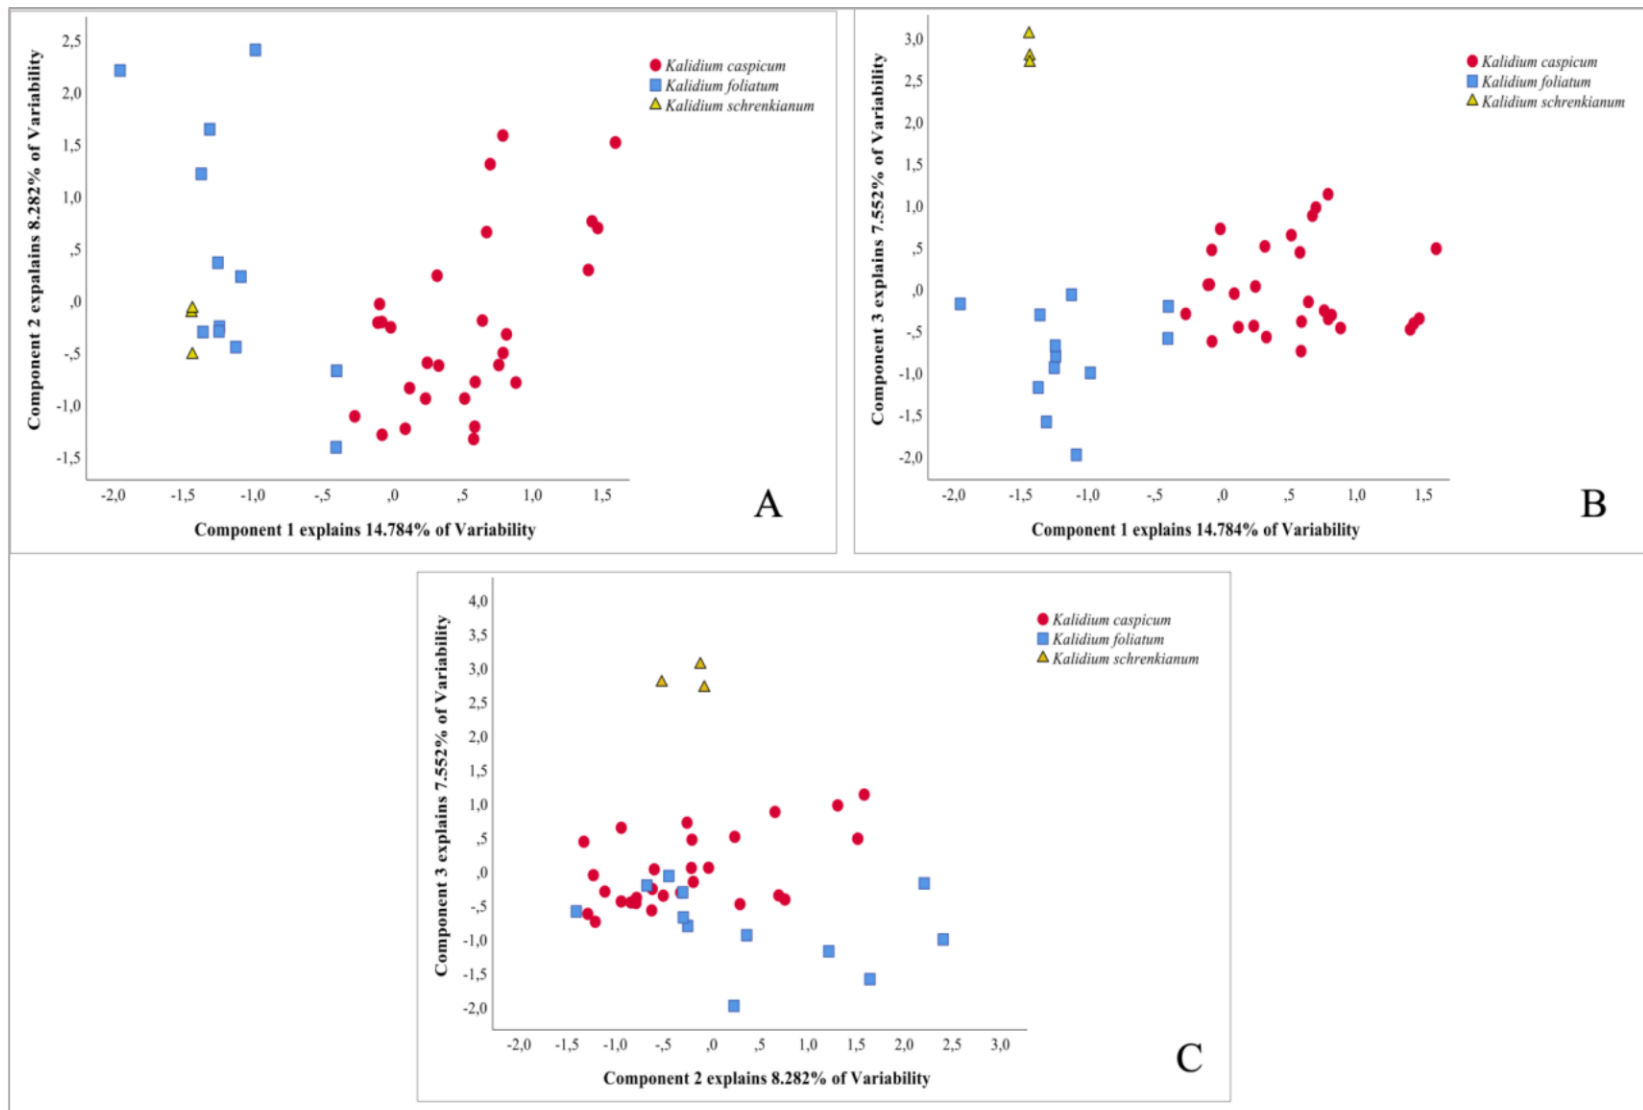 Component 2 expalains 8.282% of Variability
2,5
2,0
1,5
1,0
,5
,0
-,5
-1,0
-1,5
-2,0 -1,5 -1,0 -,5 ,0 ,5 1,0 1,5
Component 1 explains 14.784% of Variability
Kalidium caspicum
Kalidium foliatum
Kalidium schrenkianum
A
Component 3 explains 7.552% of Variability
3,0
2,5
2,0
1,5
1,0
,5
,0
-,5
-1,0
-1,5
-2,0
-2,0 -1,5 -1,0 -,5 ,0 ,5 1,0 1,5
Component 1 explains 14.784% of Variability
Kalidium caspicum
Kalidium foliatum
Kalidium schrenkianum
B
Component 3 explains 7.552% of Variability
4,0
3,5
3,0
2,5
2,0
1,5
1,0
,5
,0
-,5
-1,0
-1,5
-2,0
-2,0 -1,5 -1,0 -,5 ,0 ,5 1,0 1,5 2,0 2,5 3,0
Component 2 explains 8.282% of Variability
Kalidium caspicum
Kalidium foliatum
Kalidium schrenkianum
C